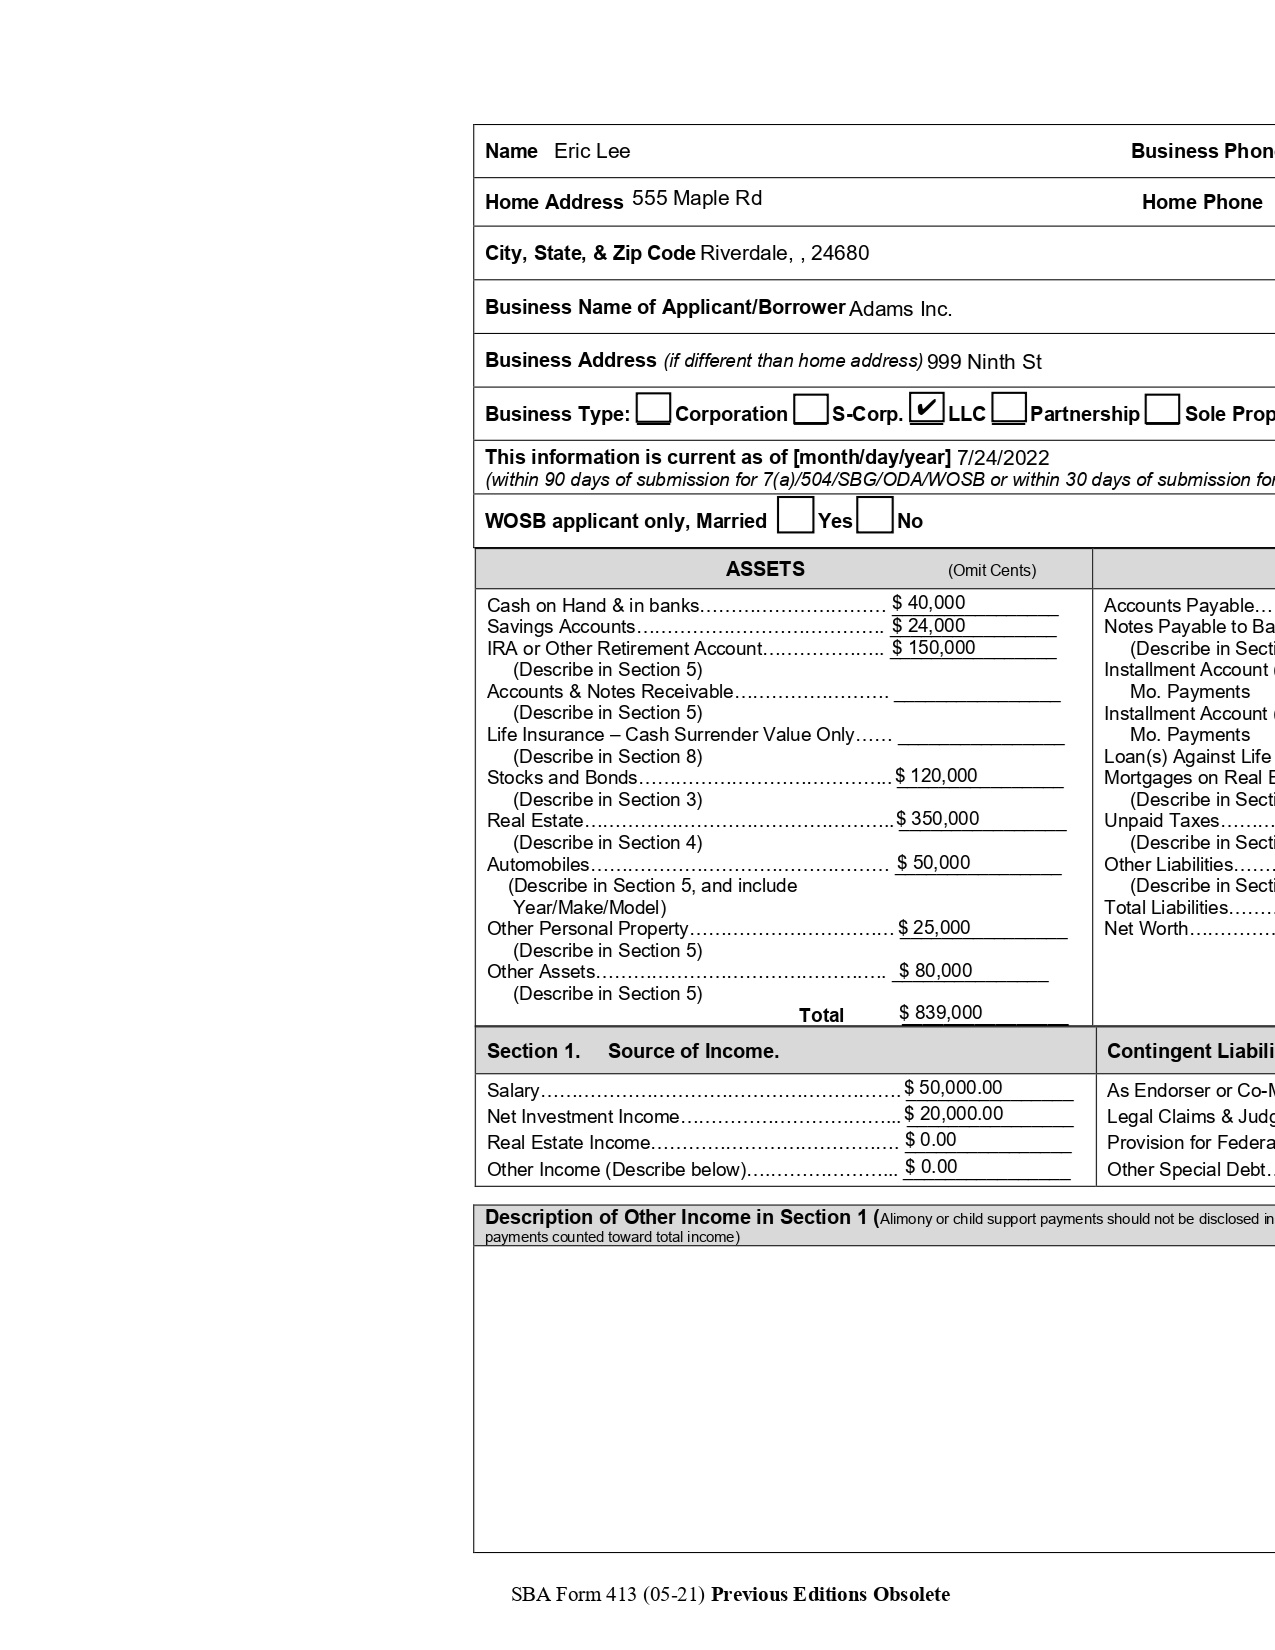 Name Eric Lee Business Phon
Home Address 555 Maple Rd Home Phone
City, State, & Zip Code Riverdale, , 24680
Business Name of Applicant/Borrower Adams Inc.
Business Address (if different than home address) 999 Ninth St
Business Type: Corporation S-Corp. ✔ LLC Partnership Sole Prop
This information is current as of [month/day/year] 7/24/2022
(within 90 days of submission for 7(a)/504/SBG/ODA/WOSB or within 30 days of submission for
WOSB applicant only, Married Yes No
ASSETS (Omit Cents)
Cash on Hand & in banks………………………… $ 40,000 Accounts Payable…
Savings Accounts………………………………….. $ 24,000 Notes Payable to Ba
IRA or Other Retirement Account……………….. $ 150,000 (Describe in Secti
(Describe in Section 5) Installment Account (
Accounts & Notes Receivable……………………. Mo. Payments
(Describe in Section 5) Installment Account (
Life Insurance – Cash Surrender Value Only…… Mo. Payments
(Describe in Section 8) Loan(s) Against Life
Stocks and Bonds………………………………….. $ 120,000 Mortgages on Real E
(Describe in Section 3) (Describe in Secti
Real Estate………………………………………….. $ 350,000 Unpaid Taxes……..
(Describe in Section 4) (Describe in Secti
Automobiles………………………………………… $ 50,000 Other Liabilities…….
(Describe in Section 5, and include (Describe in Secti
Year/Make/Model) Total Liabilities…….
Other Personal Property…………………………… $ 25,000 Net Worth………….
(Describe in Section 5)
Other Assets……………………………………….. $ 80,000
(Describe in Section 5)
Total $ 839,000
Section 1. Source of Income. Contingent Liabili
Salary…………………………………………………. $ 50,000.00 As Endorser or Co-M
Net Investment Income……………………………... $ 20,000.00 Legal Claims & Judg
Real Estate Income…………………………………. $ 0.00 Provision for Federa
Other Income (Describe below)…………………... $ 0.00 Other Special Debt..
Description of Other Income in Section 1 (Alimony or child support payments should not be disclosed in
payments counted toward total income)
SBA Form 413 (05-21) Previous Editions Obsolete